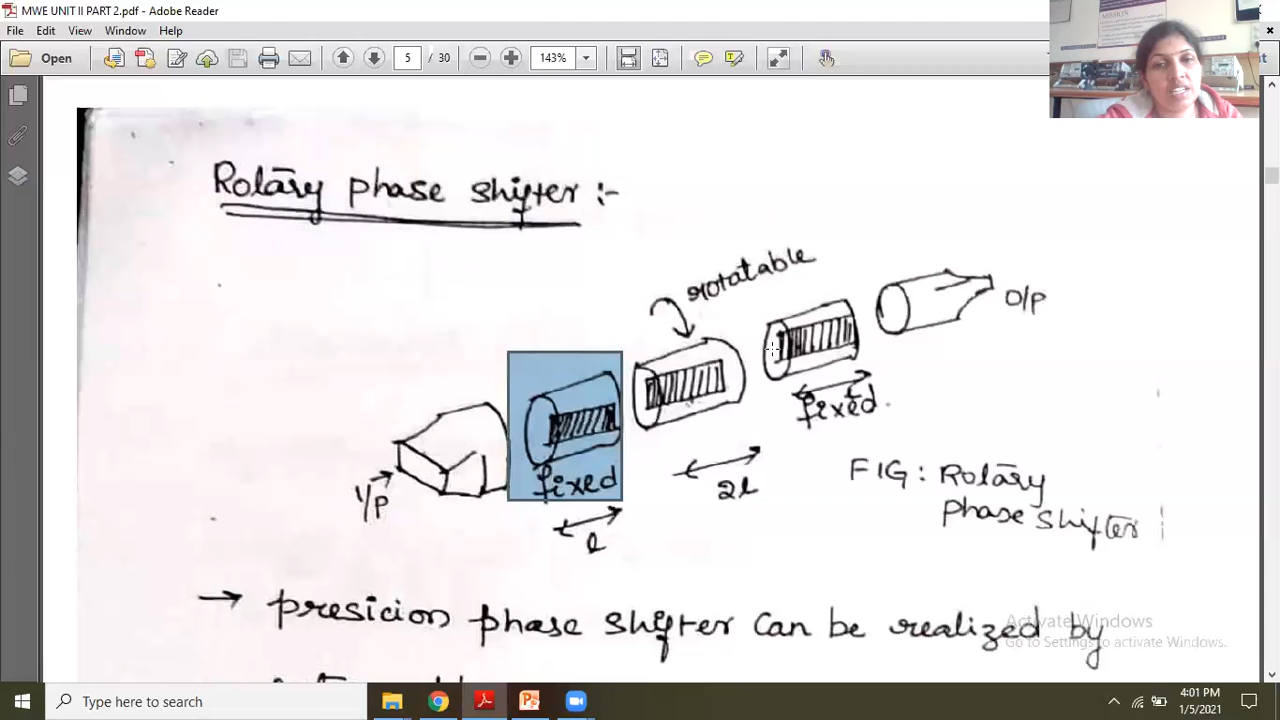 MWE UNIT II PART 2.pdf - Adobe Reader
File Edit View Window Help
Open 5 / 30 143%
MISSION
Rotary phase shifter :-
rotatable
O/P
fixed.
fixed
I/P
l
2l
FIG : Rotary
phase shifter
→ presicion phase shifter can be realized by
Activate Windows
Go to Settings to activate Windows.
Type here to search
4:01 PM
1/5/2021